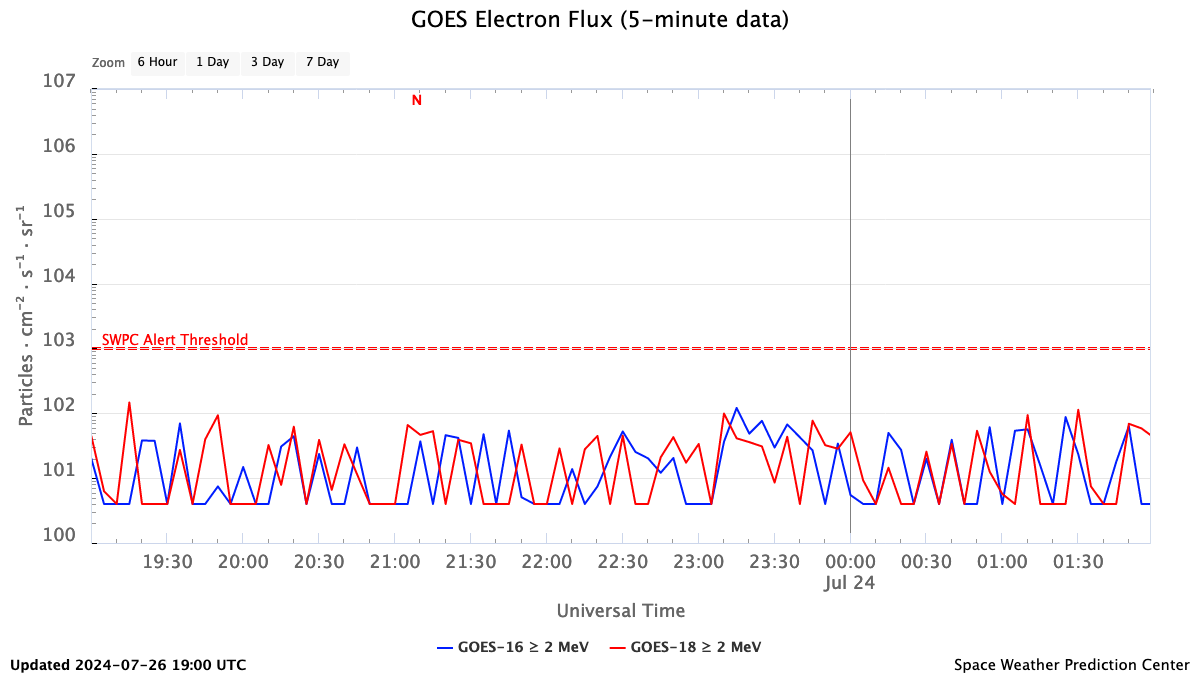 GOES Electron Flux (5-minute data)
Zoom 6 Hour 1 Day 3 Day 7 Day
107
N
106
105
104
103
SWPC Alert Threshold
102
101
100
Particles · cm⁻² · s⁻¹ · sr⁻¹
19:30 20:00 20:30 21:00 21:30 22:00 22:30 23:00 23:30 00:00 00:30 01:00 01:30
Jul 24
Universal Time
GOES-16 ≥ 2 MeV GOES-18 ≥ 2 MeV
Updated 2024-07-26 19:00 UTC Space Weather Prediction Center